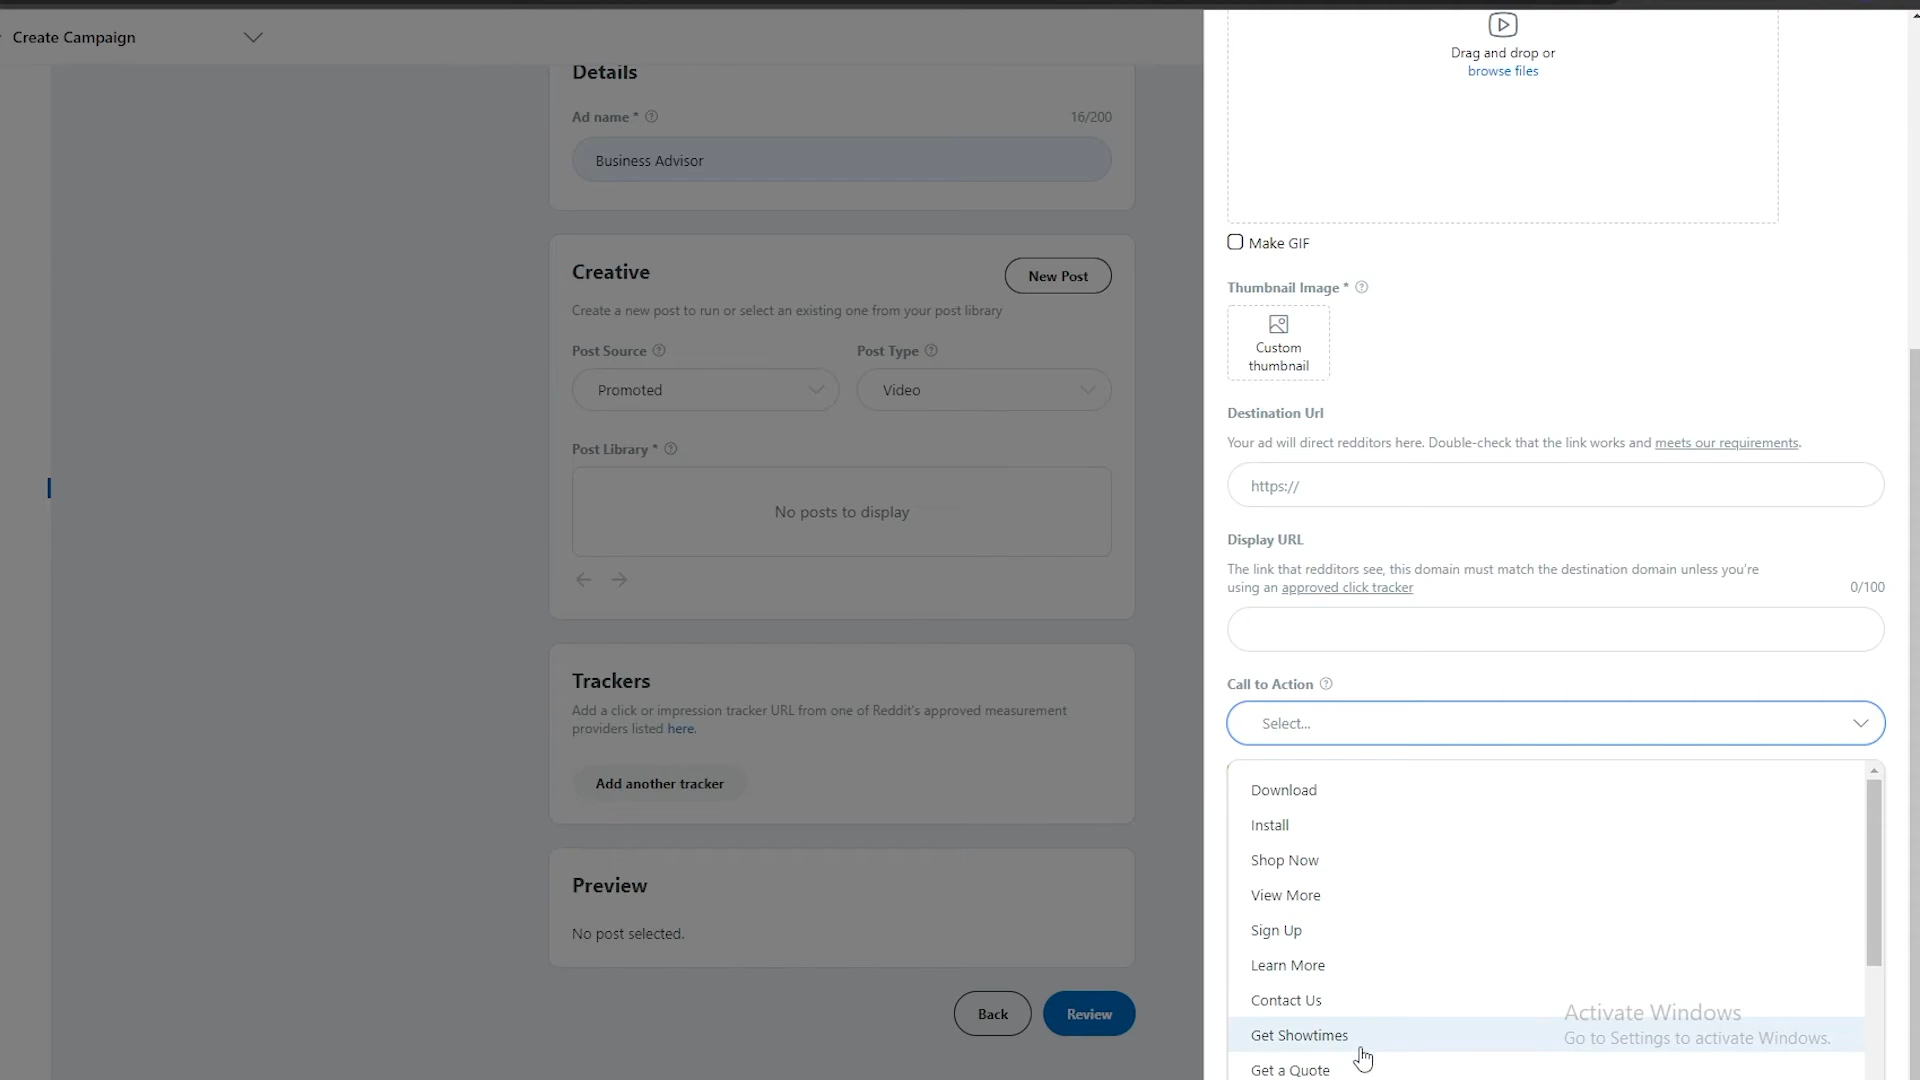 Create Campaign
Details
Ad name * 16/200
Business Advisor
Creative
New Post
Create a new post to run or select an existing one from your post library
Post Source
Post Type
Promoted
Video
Post Library *
No posts to display
Trackers
Add a click or impression tracker URL from one of Reddit's approved measurement
providers listed here.
Add another tracker
Preview
No post selected.
Back
Review
Drag and drop or
browse files
Make GIF
Thumbnail Image *
Custom
thumbnail
Destination Url
Your ad will direct redditors here. Double-check that the link works and meets our requirements.
https://
Display URL
The link that redditors see, this domain must match the destination domain unless you're
using an approved click tracker 0/100
Call to Action
Select...
Download
Install
Shop Now
View More
Sign Up
Learn More
Contact Us
Get Showtimes
Get a Quote
Activate Windows
Go to Settings to activate Windows.